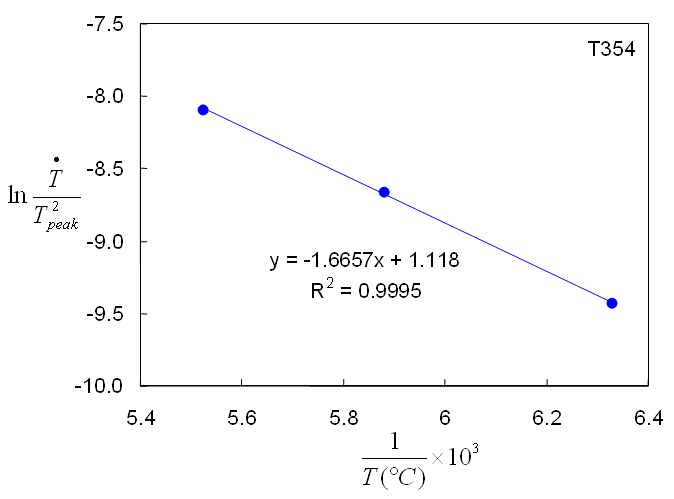 -7.5
T354
-8.0
-8.5
ln Ṫ / T²peak
-9.0
y = -1.6657x + 1.118
R² = 0.9995
-9.5
-10.0
5.4 5.6 5.8 6 6.2 6.4
1 / T(°C) ×10³